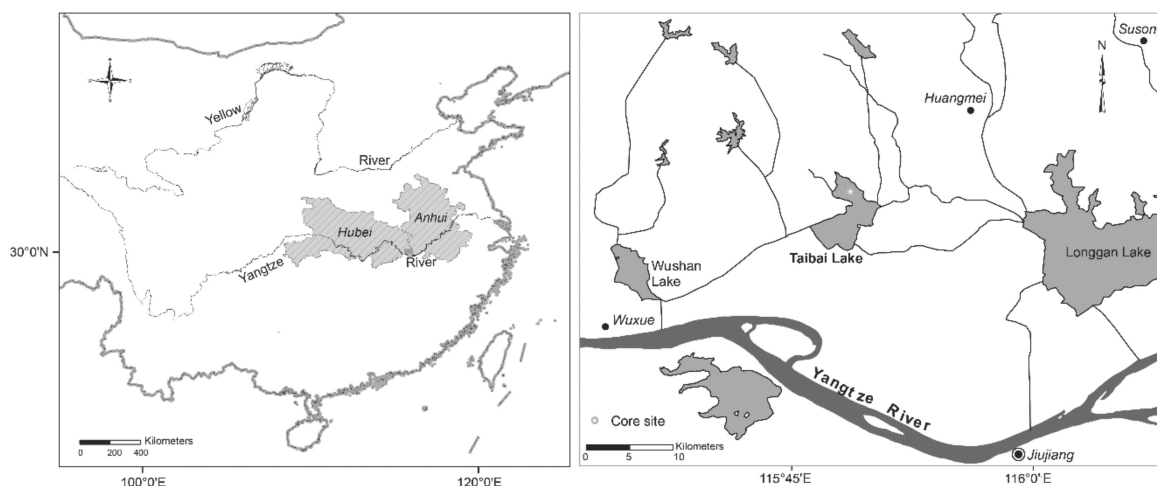 Yellow
River
Hubei
Anhui
Yangtze
River
30°0'N
Kilometers
0 200 400
100°0'E
120°0'E
Suson
N
Huangmei
Taibai Lake
Longgan Lake
Wushan
Lake
Wuxue
Yangtze River
Core site
Kilometers
0 5 10
Jiujiang
115°45'E
116°0'E